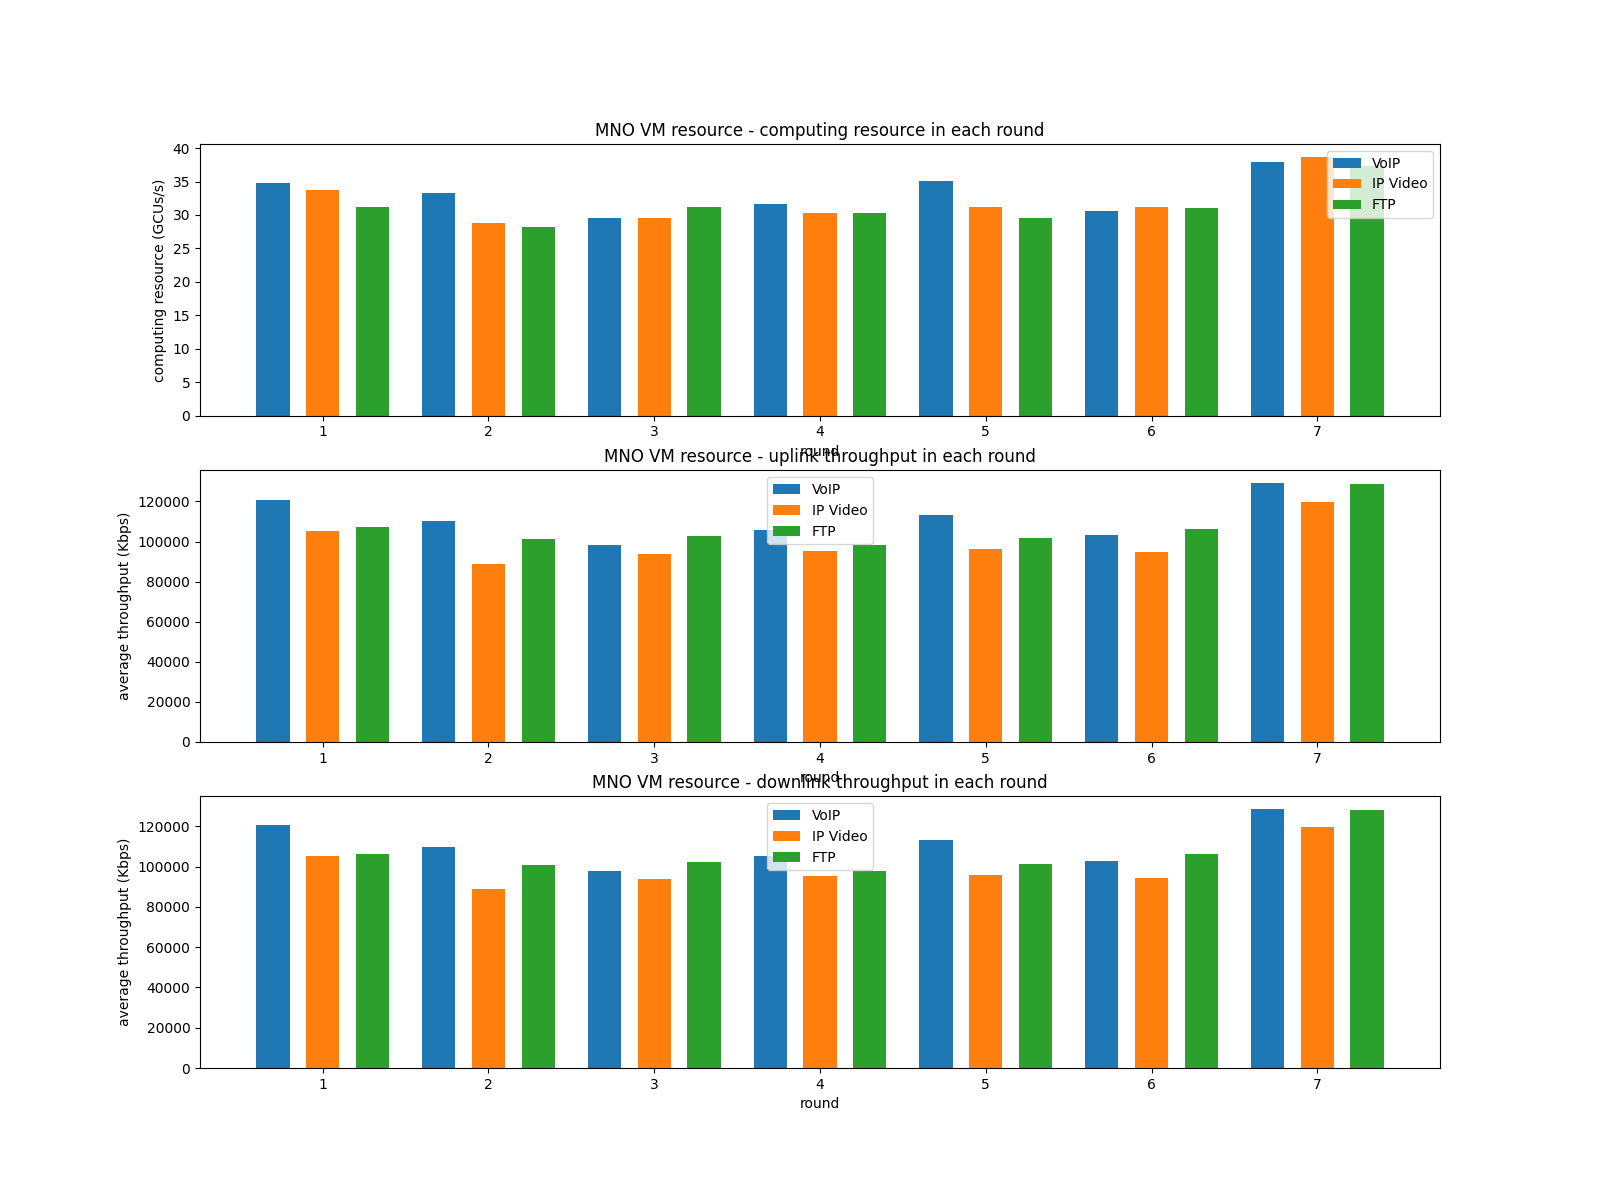 MNO VM resource - computing resource in each round
computing resource (GCUs/s)
40
35
30
25
20
15
10
5
0
VoIP
IP Video
FTP
1 2 3 4 5 6 7
round
MNO VM resource - uplink throughput in each round
average throughput (Kbps)
120000
100000
80000
60000
40000
20000
0
VoIP
IP Video
FTP
1 2 3 4 5 6 7
round
MNO VM resource - downlink throughput in each round
average throughput (Kbps)
120000
100000
80000
60000
40000
20000
0
VoIP
IP Video
FTP
1 2 3 4 5 6 7
round